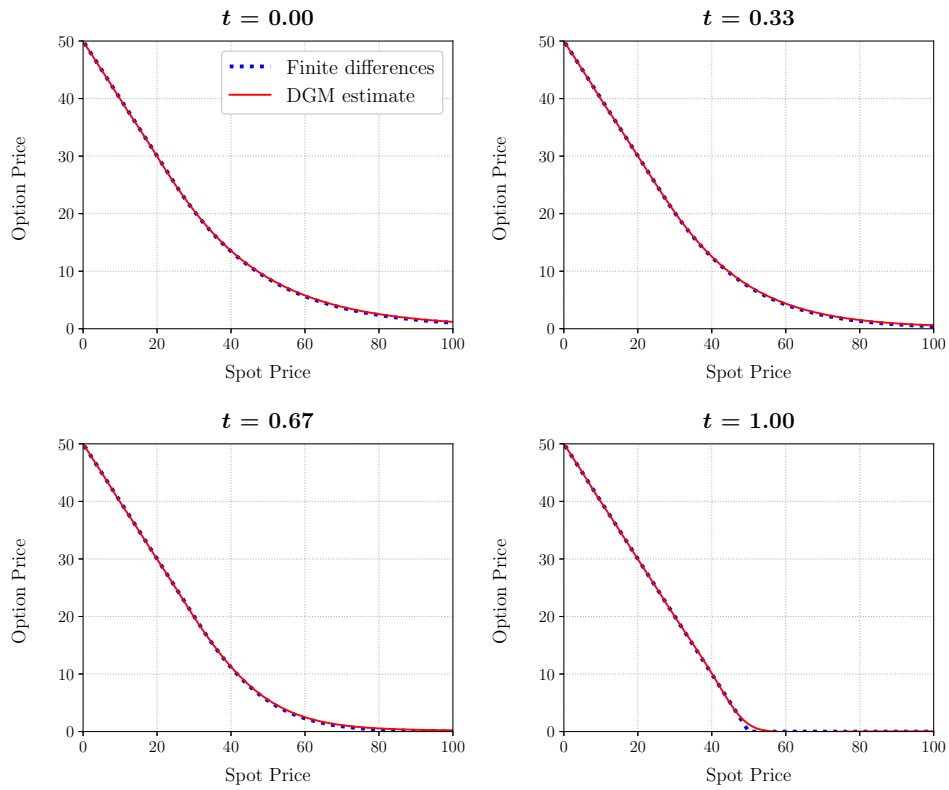 t = 0.00
50
40
30
20
10
0
Option Price
Finite differences
DGM estimate
0 20 40 60 80 100
Spot Price
t = 0.33
50
40
30
20
10
0
Option Price
0 20 40 60 80 100
Spot Price
t = 0.67
50
40
30
20
10
0
Option Price
0 20 40 60 80 100
Spot Price
t = 1.00
50
40
30
20
10
0
Option Price
0 20 40 60 80 100
Spot Price